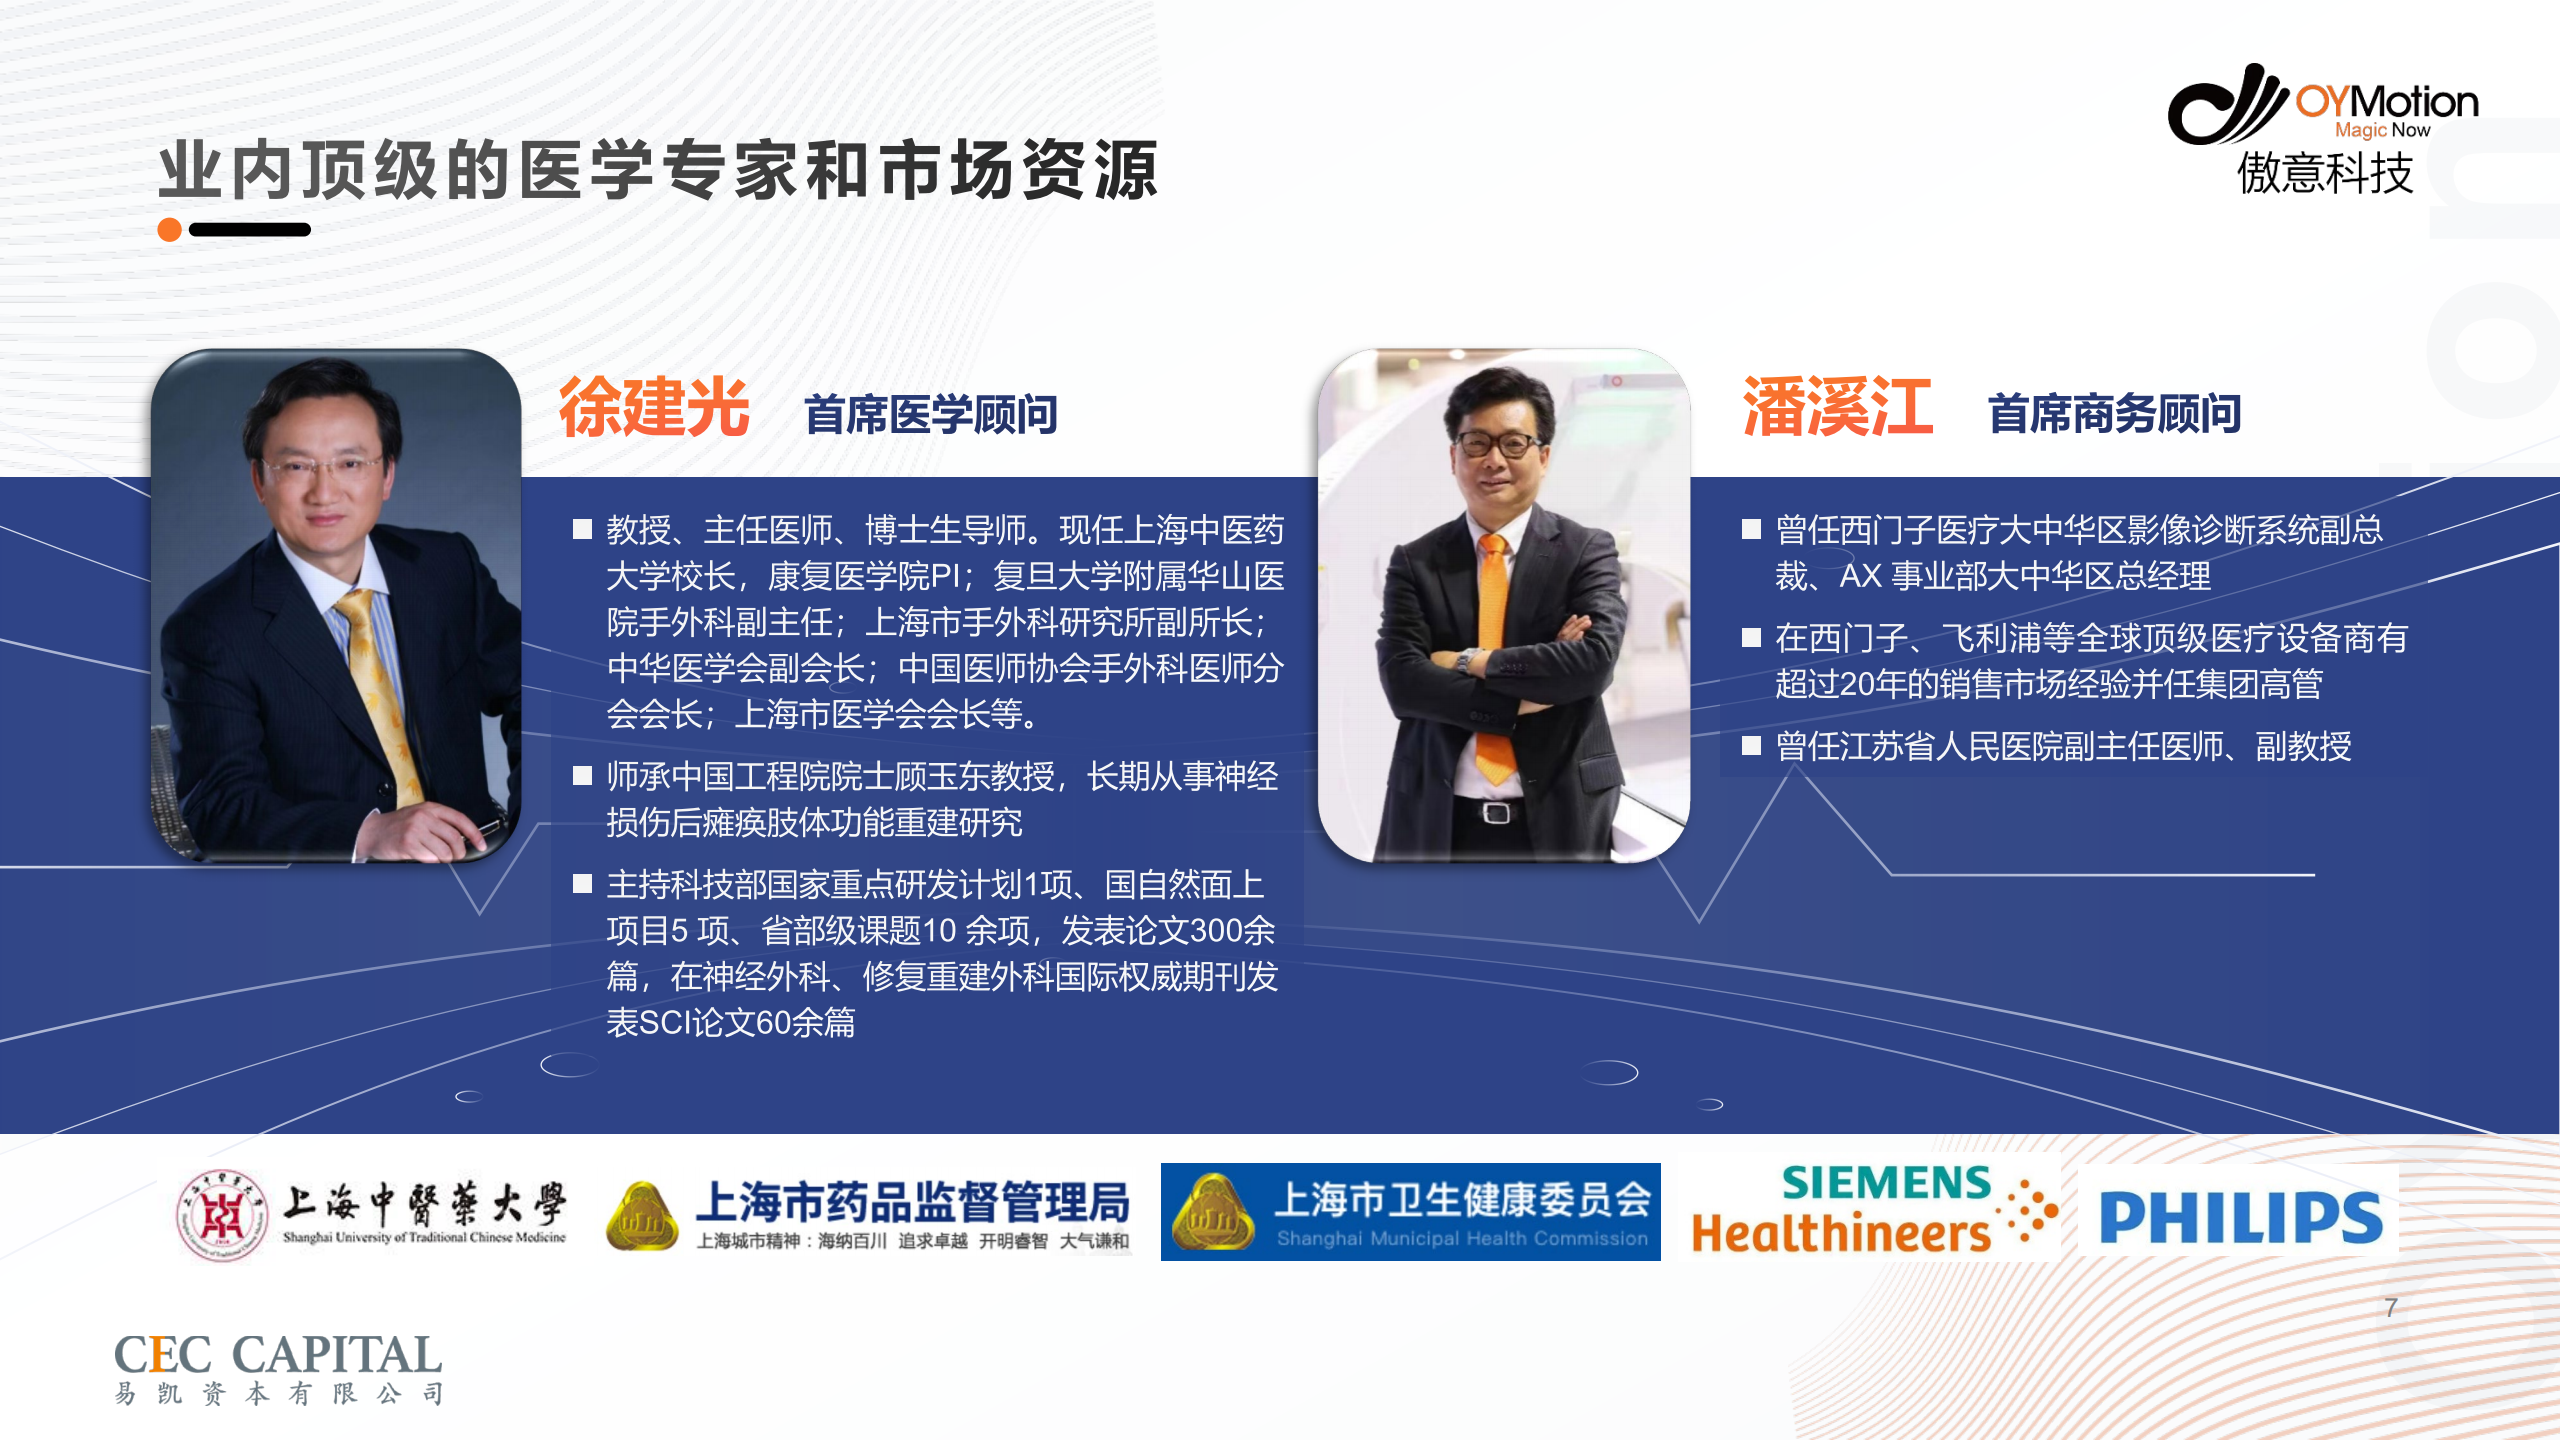 OYMotion
Magic Now
傲意科技
业内顶级的医学专家和市场资源
徐建光 首席医学顾问
教授、主任医师、博士生导师。现任上海中医药
大学校长，康复医学院PI；复旦大学附属华山医
院手外科副主任；上海市手外科研究所副所长；
中华医学会副会长；中国医师协会手外科医师分
会会长；上海市医学会会长等。
师承中国工程院院士顾玉东教授，长期从事神经
损伤后瘫痪肢体功能重建研究
主持科技部国家重点研发计划1项、国自然面上
项目5 项、省部级课题10 余项，发表论文300余
篇，在神经外科、修复重建外科国际权威期刊发
表SCI论文60余篇
潘溪江 首席商务顾问
曾任西门子医疗大中华区影像诊断系统副总
裁、AX 事业部大中华区总经理
在西门子、飞利浦等全球顶级医疗设备商有
超过20年的销售市场经验并任集团高管
曾任江苏省人民医院副主任医师、副教授
上海中醫藥大學
Shanghai University of Traditional Chinese Medicine
上海市药品监督管理局
上海城市精神：海纳百川 追求卓越 开明睿智 大气谦和
上海市卫生健康委员会
Shanghai Municipal Health Commission
SIEMENS
Healthineers
PHILIPS
7
CEC CAPITAL
易凯资本有限公司